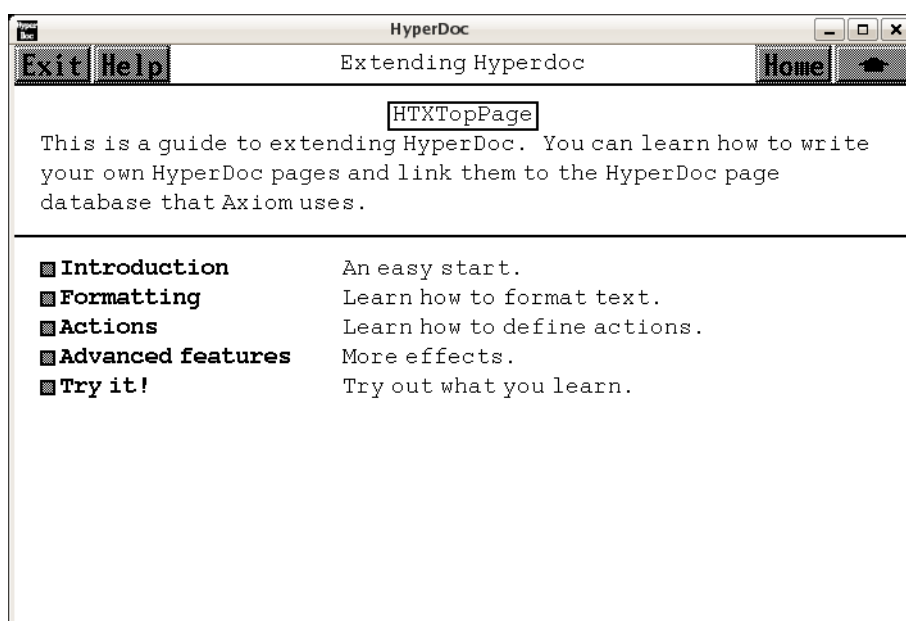 Hyper Doc HyperDoc
Exit Help Extending Hyperdoc Home
HTXTopPage
This is a guide to extending HyperDoc. You can learn how to write
your own HyperDoc pages and link them to the HyperDoc page
database that Axiom uses.
Introduction An easy start.
Formatting Learn how to format text.
Actions Learn how to define actions.
Advanced features More effects.
Try it! Try out what you learn.